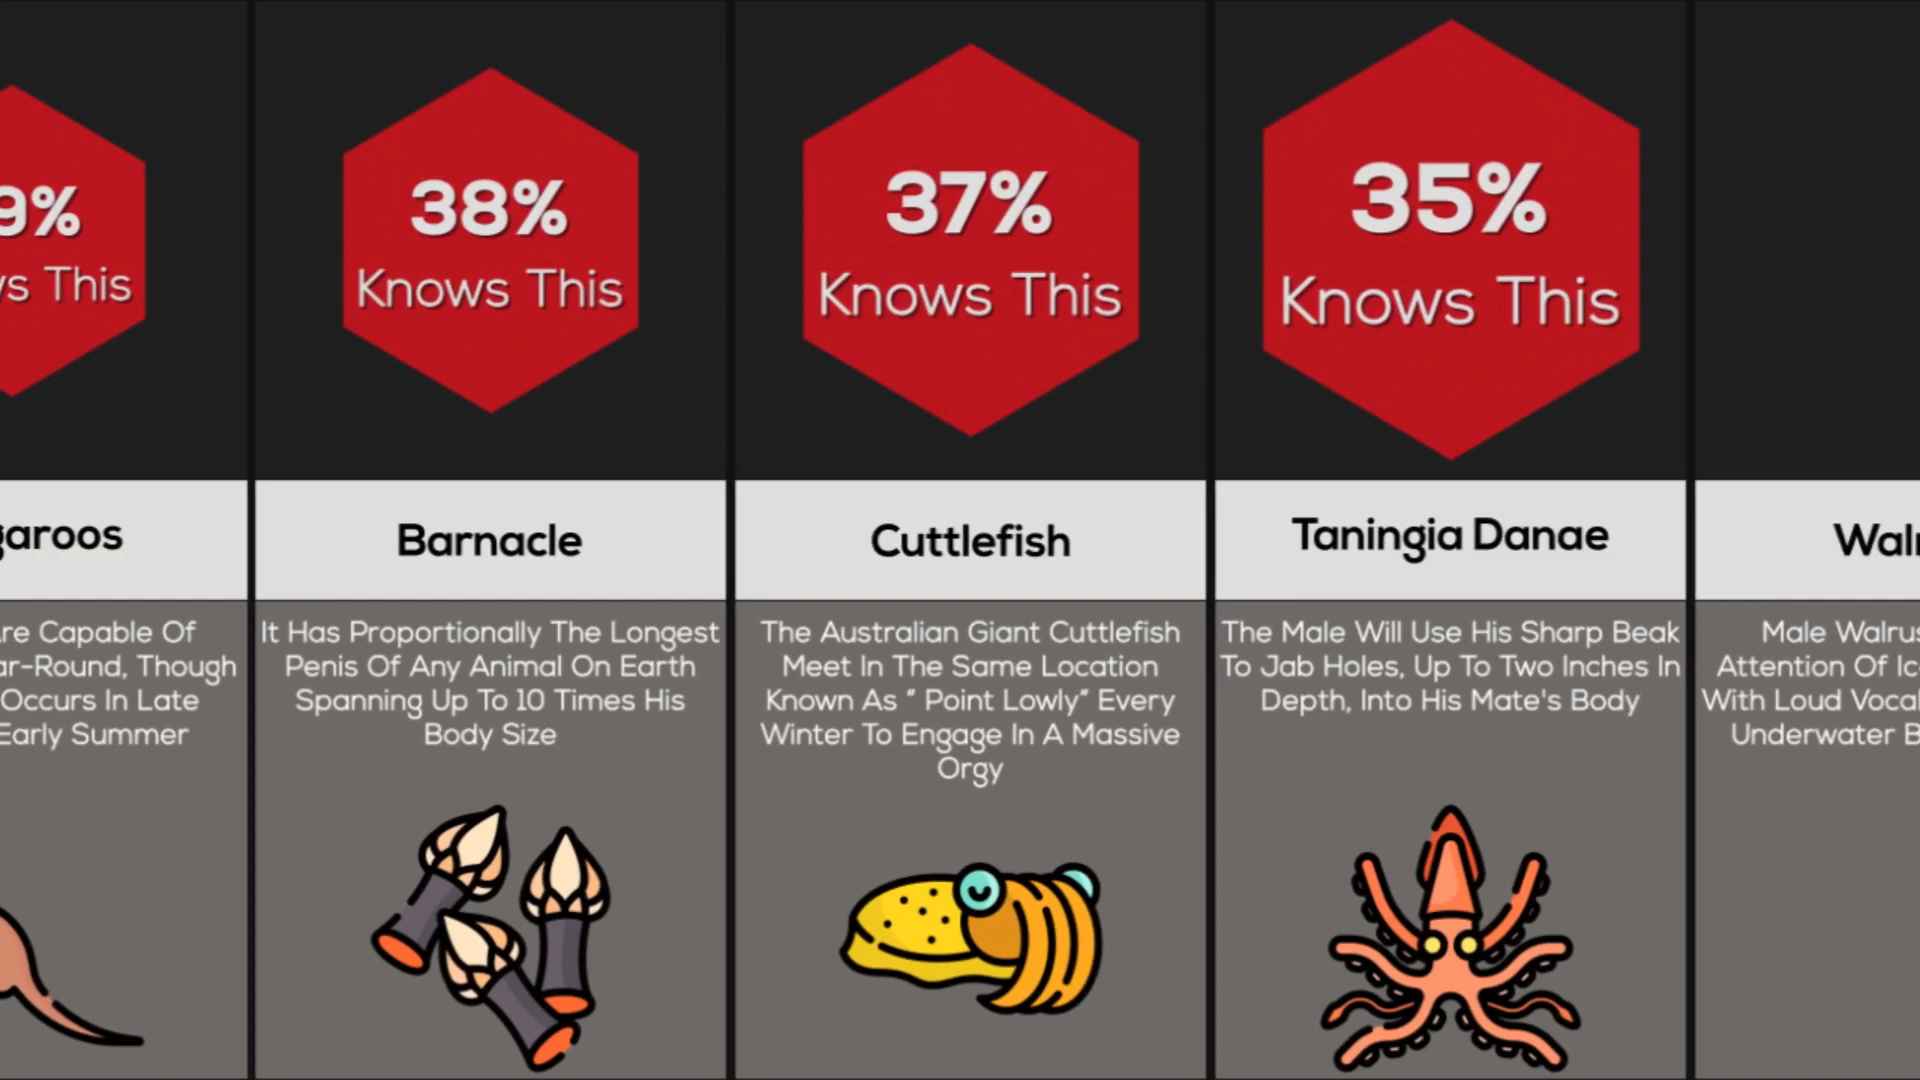 9%
s This
garoos
re Capable Of
ar-Round, Though
Occurs In Late
Early Summer
38%
Knows This
Barnacle
It Has Proportionally The Longest
Penis Of Any Animal On Earth
Spanning Up To 10 Times His
Body Size
37%
Knows This
Cuttlefish
The Australian Giant Cuttlefish
Meet In The Same Location
Known As " Point Lowly" Every
Winter To Engage In A Massive
Orgy
35%
Knows This
Taningia Danae
The Male Will Use His Sharp Beak
To Jab Holes, Up To Two Inches In
Depth, Into His Mate's Body
Wal
Male Walrus
Attention Of Ic
With Loud Vocal
Underwater B